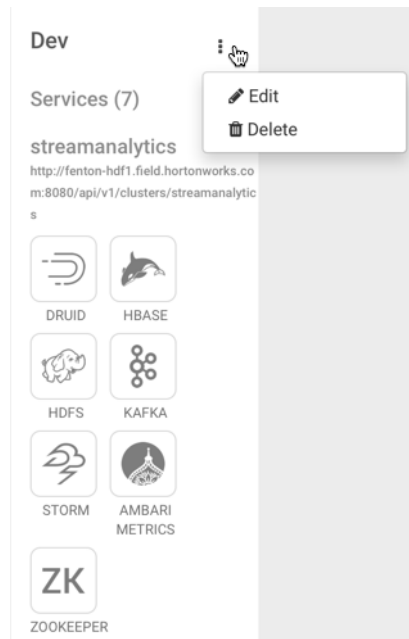 Dev
Edit
Services (7)
Delete
streamanalytics
http://fenton-hdf1.field.hortonworks.co
m:8080/api/v1/clusters/streamanalytic
s
DRUID HBASE
HDFS KAFKA
STORM AMBARI
METRICS
ZK
ZOOKEEPER